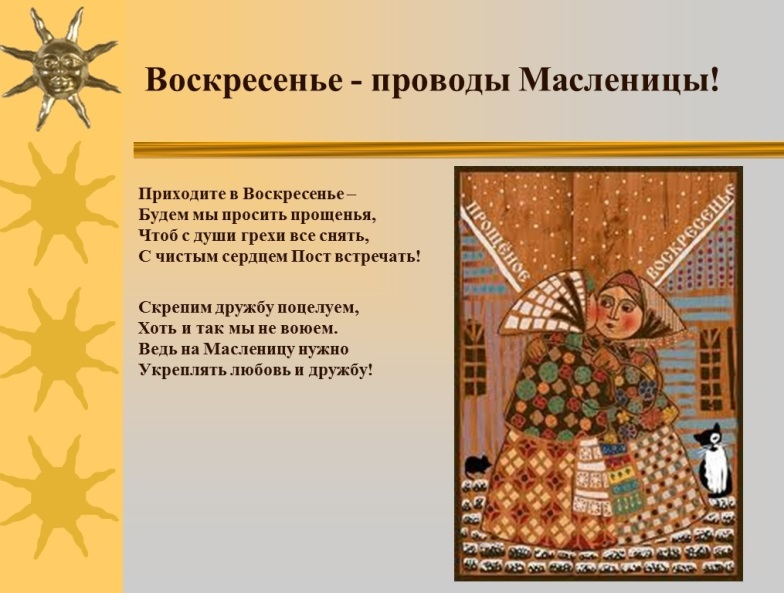 Воскресенье - проводы Масленицы!
Приходите в Воскресенье –
Будем мы просить прощенья,
Чтоб с души грехи все снять,
С чистым сердцем Пост встречать!
Скрепим дружбу поцелуем,
Хоть и так мы не воюем.
Ведь на Масленицу нужно
Укреплять любовь и дружбу!
ПРОЩЕНОЕ
ВОСКРЕСЕНЬЕ